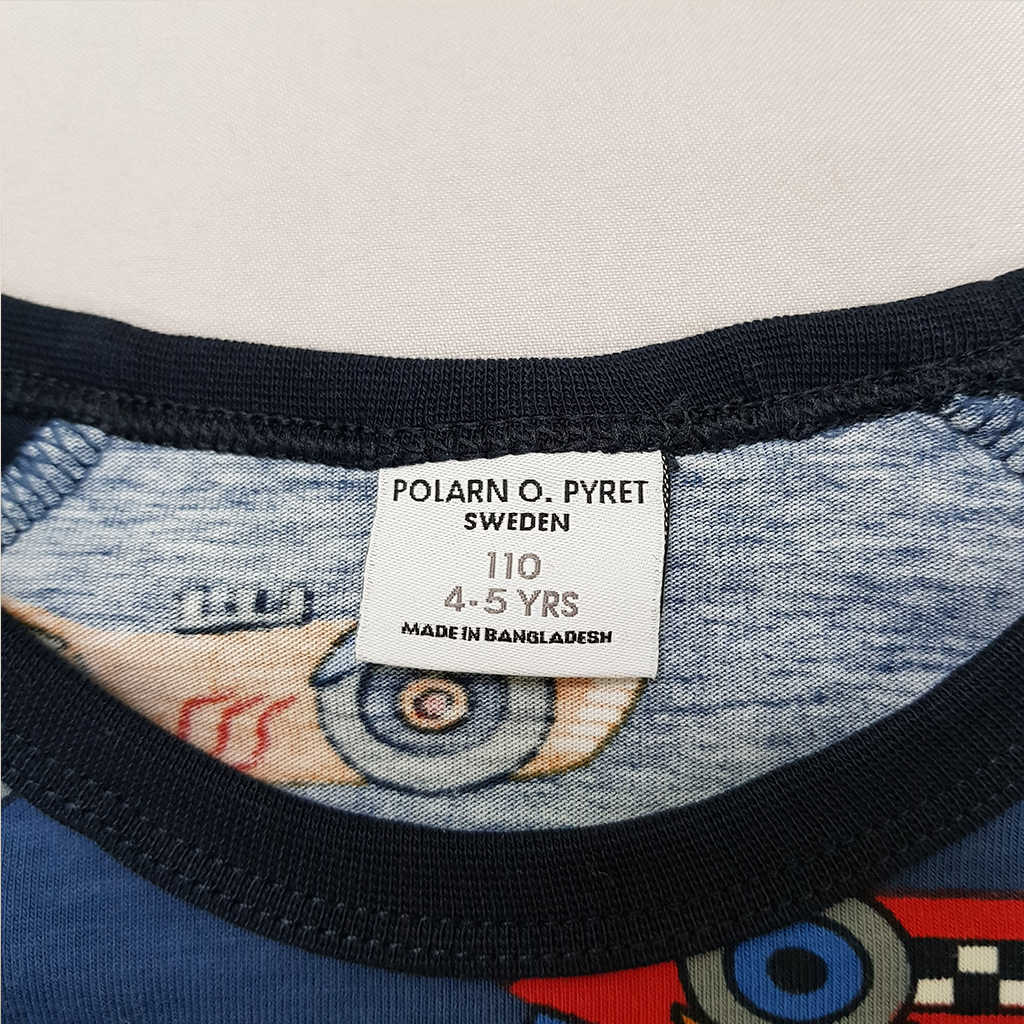 POLARN O. PYRET
SWEDEN
110
4-5 YRS
MADE IN BANGLADESH